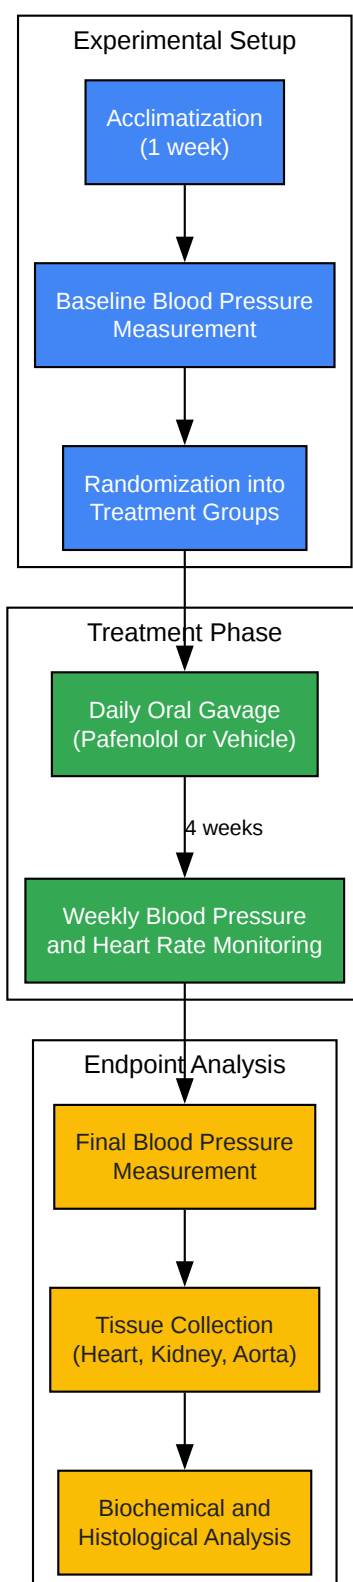 Experimental Setup
Acclimatization
(1 week)
Baseline Blood Pressure
Measurement
Randomization into
Treatment Groups
Treatment Phase
Daily Oral Gavage
(Pafenolol or Vehicle)
4 weeks
Weekly Blood Pressure
and Heart Rate Monitoring
Endpoint Analysis
Final Blood Pressure
Measurement
Tissue Collection
(Heart, Kidney, Aorta)
Biochemical and
Histological Analysis